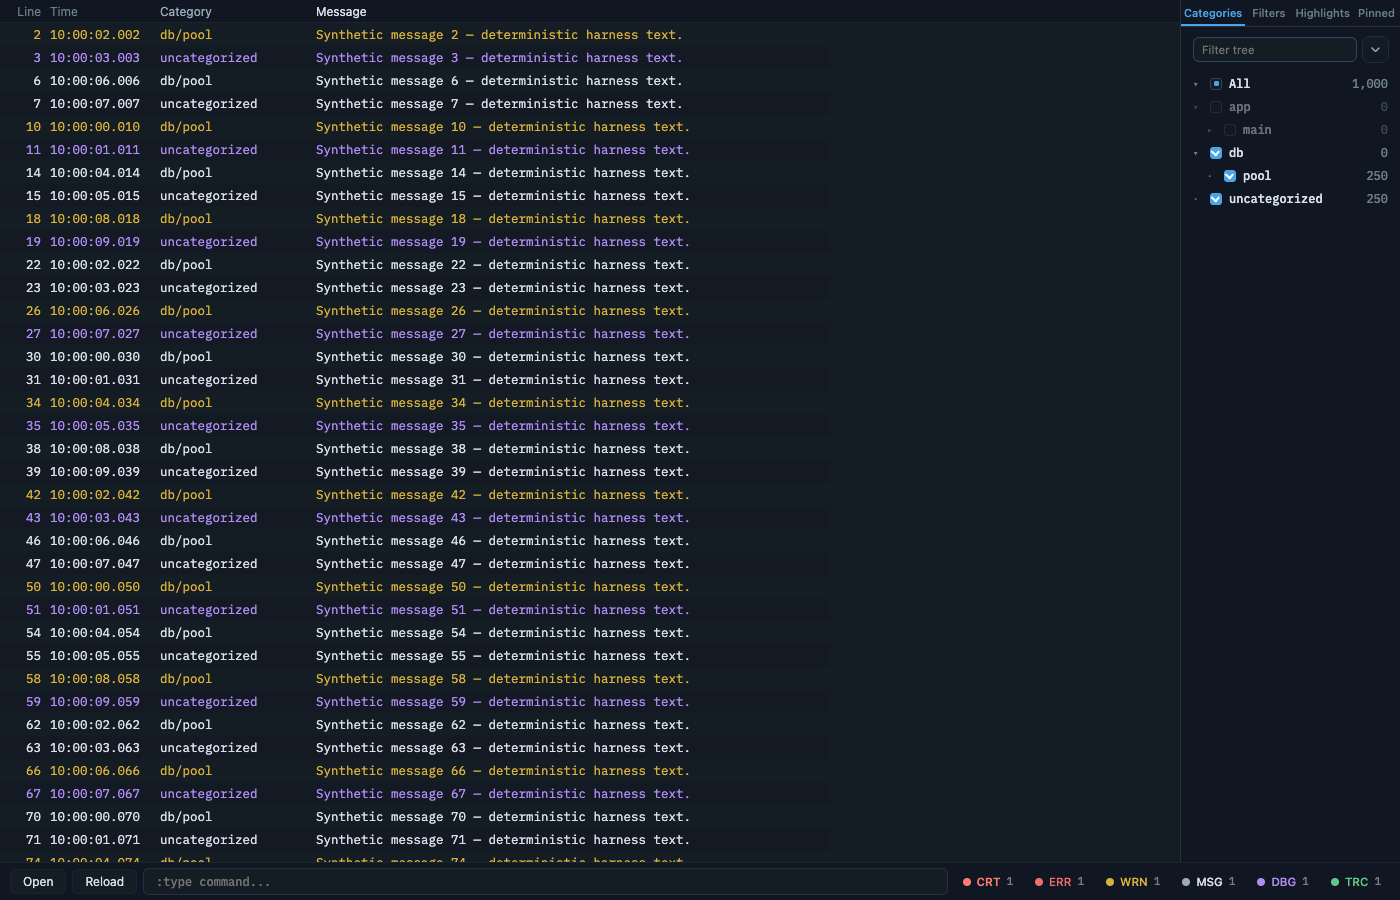 Line Time Category Message
2 10:00:02.002 db/pool Synthetic message 2 — deterministic harness text.
3 10:00:03.003 uncategorized Synthetic message 3 — deterministic harness text.
6 10:00:06.006 db/pool Synthetic message 6 — deterministic harness text.
7 10:00:07.007 uncategorized Synthetic message 7 — deterministic harness text.
10 10:00:00.010 db/pool Synthetic message 10 — deterministic harness text.
11 10:00:01.011 uncategorized Synthetic message 11 — deterministic harness text.
14 10:00:04.014 db/pool Synthetic message 14 — deterministic harness text.
15 10:00:05.015 uncategorized Synthetic message 15 — deterministic harness text.
18 10:00:08.018 db/pool Synthetic message 18 — deterministic harness text.
19 10:00:09.019 uncategorized Synthetic message 19 — deterministic harness text.
22 10:00:02.022 db/pool Synthetic message 22 — deterministic harness text.
23 10:00:03.023 uncategorized Synthetic message 23 — deterministic harness text.
26 10:00:06.026 db/pool Synthetic message 26 — deterministic harness text.
27 10:00:07.027 uncategorized Synthetic message 27 — deterministic harness text.
30 10:00:00.030 db/pool Synthetic message 30 — deterministic harness text.
31 10:00:01.031 uncategorized Synthetic message 31 — deterministic harness text.
34 10:00:04.034 db/pool Synthetic message 34 — deterministic harness text.
35 10:00:05.035 uncategorized Synthetic message 35 — deterministic harness text.
38 10:00:08.038 db/pool Synthetic message 38 — deterministic harness text.
39 10:00:09.039 uncategorized Synthetic message 39 — deterministic harness text.
42 10:00:02.042 db/pool Synthetic message 42 — deterministic harness text.
43 10:00:03.043 uncategorized Synthetic message 43 — deterministic harness text.
46 10:00:06.046 db/pool Synthetic message 46 — deterministic harness text.
47 10:00:07.047 uncategorized Synthetic message 47 — deterministic harness text.
50 10:00:00.050 db/pool Synthetic message 50 — deterministic harness text.
51 10:00:01.051 uncategorized Synthetic message 51 — deterministic harness text.
54 10:00:04.054 db/pool Synthetic message 54 — deterministic harness text.
55 10:00:05.055 uncategorized Synthetic message 55 — deterministic harness text.
58 10:00:08.058 db/pool Synthetic message 58 — deterministic harness text.
59 10:00:09.059 uncategorized Synthetic message 59 — deterministic harness text.
62 10:00:02.062 db/pool Synthetic message 62 — deterministic harness text.
63 10:00:03.063 uncategorized Synthetic message 63 — deterministic harness text.
66 10:00:06.066 db/pool Synthetic message 66 — deterministic harness text.
67 10:00:07.067 uncategorized Synthetic message 67 — deterministic harness text.
70 10:00:00.070 db/pool Synthetic message 70 — deterministic harness text.
71 10:00:01.071 uncategorized Synthetic message 71 — deterministic harness text.
74 10:00:04.074 db/pool Synthetic message 74 — deterministic harness text.
Categories Filters Highlights Pinned
Filter tree
All 1,000
app 0
main 0
db 0
pool 250
uncategorized 250
Open Reload :type command... CRT 1 ERR 1 WRN 1 MSG 1 DBG 1 TRC 1